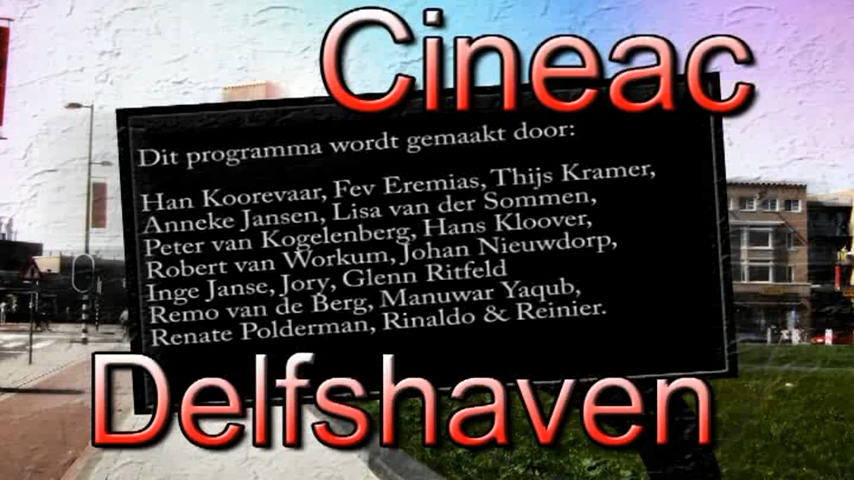 Cineac
Dit programma wordt gemaakt door:
Han Koorevaar, Fev Eremias, Thijs Kramer,
Anneke Jansen, Lisa van der Sommen,
Peter van Kogelenberg, Hans Kloover,
Robert van Workum, Johan Nieuwdorp,
Inge Janse, Jory, Glenn Ritfeld
Remo van de Berg, Manuwar Yaqub,
Renate Polderman, Rinaldo & Reinier.
Delfshaven